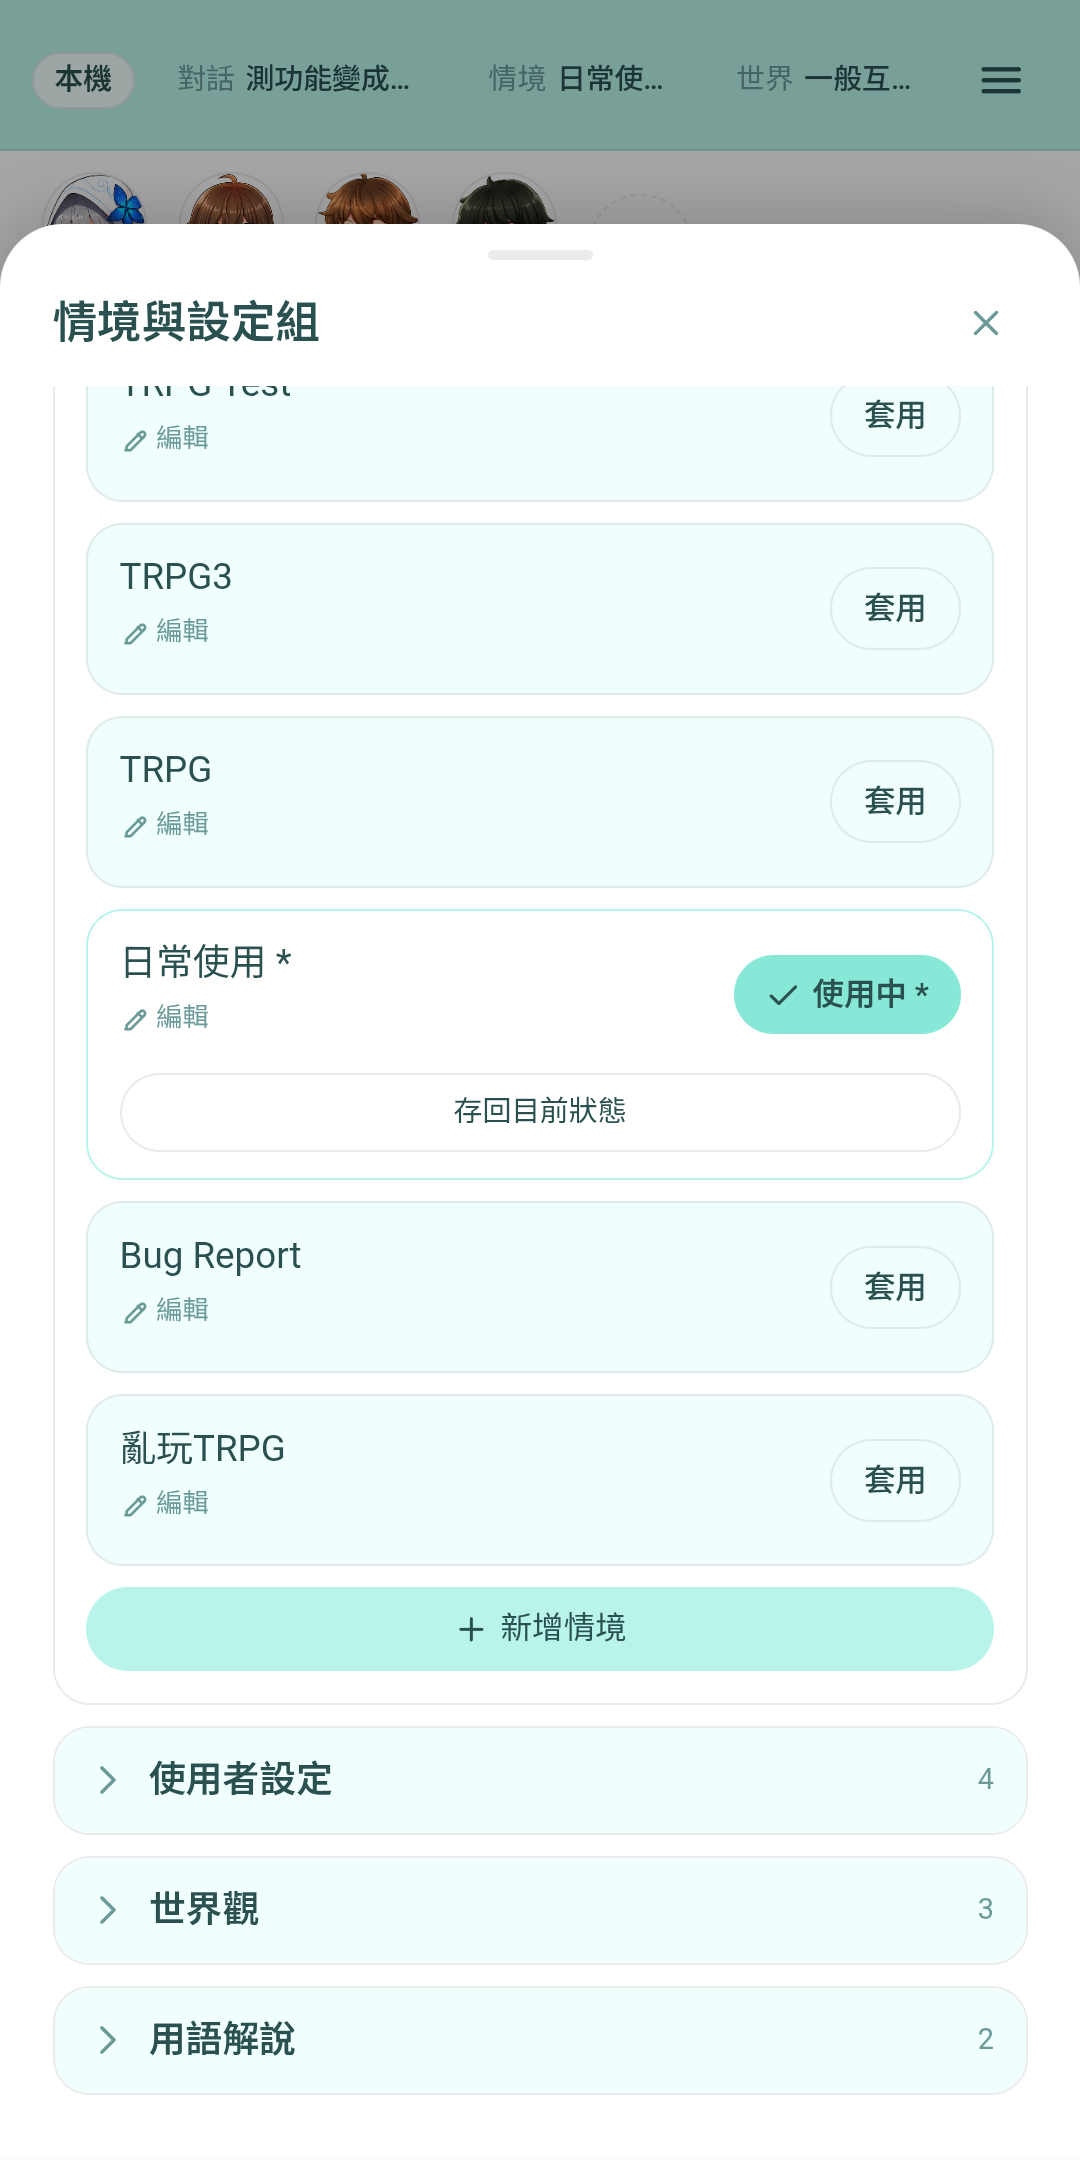 本機 對話 測功能變成... 情境 日常使... 世界 一般互...
情境與設定組
TRPG Test
編輯
套用
TRPG3
編輯
套用
TRPG
編輯
套用
日常使用 *
編輯
使用中 *
存回目前狀態
Bug Report
編輯
套用
亂玩TRPG
編輯
套用
新增情境
使用者設定 4
世界觀 3
用語解說 2